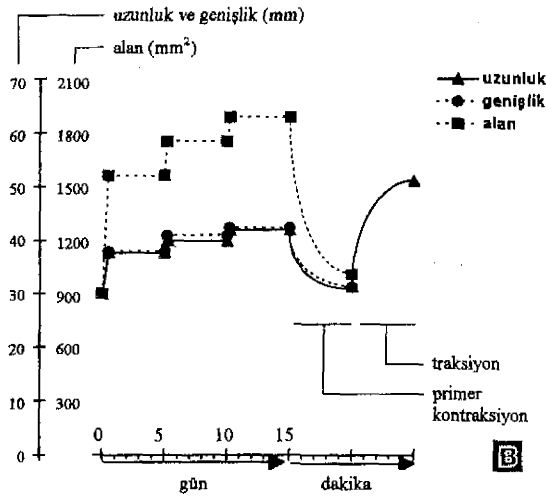 uzunluk ve genişlik (mm)
alan (mm²)
70 2100
60 1800
50 1500
40 1200
30 900
20 600
10 300
0
uzunluk
genişlik
alan
traksiyon
primer
kontraksiyon
0 5 10 15
gün dakika
B